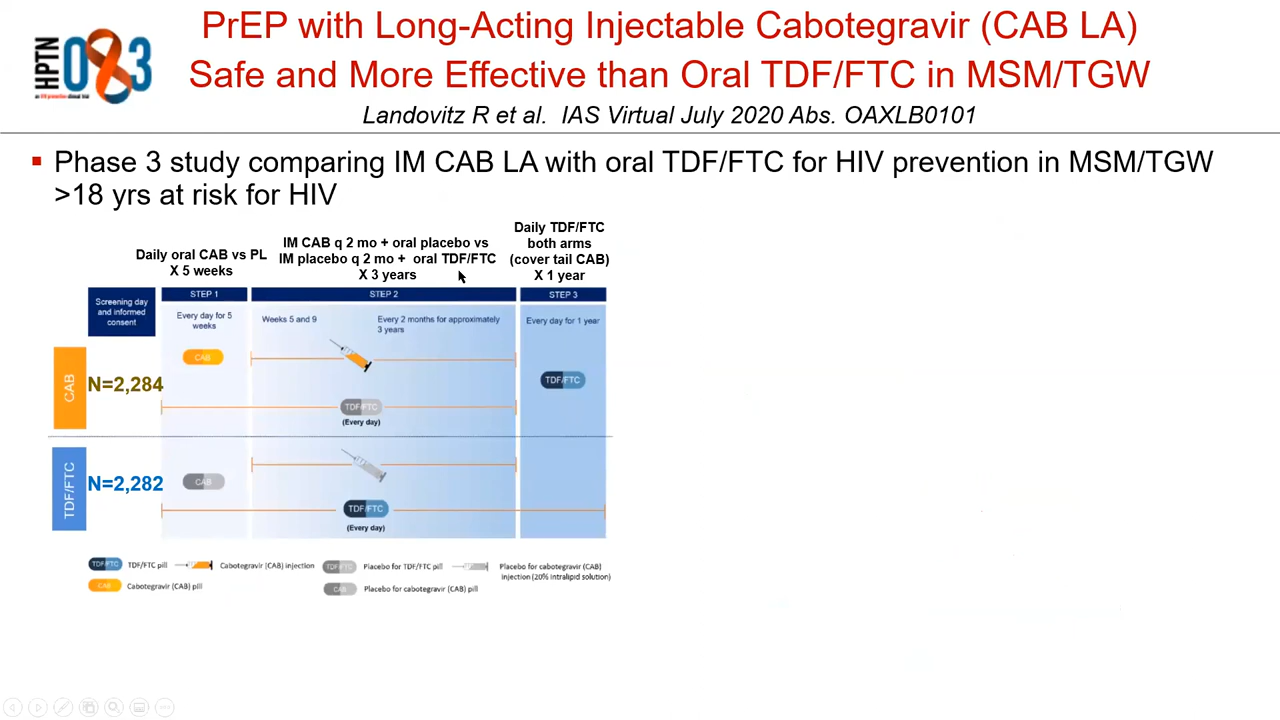 HPTN 083
an HIV prevention clinical trial
PrEP with Long-Acting Injectable Cabotegravir (CAB LA)
Safe and More Effective than Oral TDF/FTC in MSM/TGW
Landovitz R et al. IAS Virtual July 2020 Abs. OAXLB0101
▪ Phase 3 study comparing IM CAB LA with oral TDF/FTC for HIV prevention in MSM/TGW
>18 yrs at risk for HIV
Daily oral CAB vs PL
X 5 weeks
IM CAB q 2 mo + oral placebo vs
IM placebo q 2 mo + oral TDF/FTC
X 3 years
Daily TDF/FTC
both arms
(cover tail CAB)
X 1 year
Screening day
and informed
consent
STEP 1
STEP 2
STEP 3
Every day for 5
weeks
Weeks 5 and 9
Every 2 months for approximately
3 years
Every day for 1 year
CAB
N=2,284
CAB
TDF/FTC
(Every day)
TDF/FTC
TDF/FTC
N=2,282
CAB
TDF/FTC
(Every day)
TDF/FTC
TDF/FTC pill
Cabotegravir (CAB) injection
TDF/FTC
Placebo for TDF/FTC pill
Placebo for cabotegravir (CAB)
injection (20% intralipid solution)
CAB
Cabotegravir (CAB) pill
CAB
Placebo for cabotegravir (CAB) pill